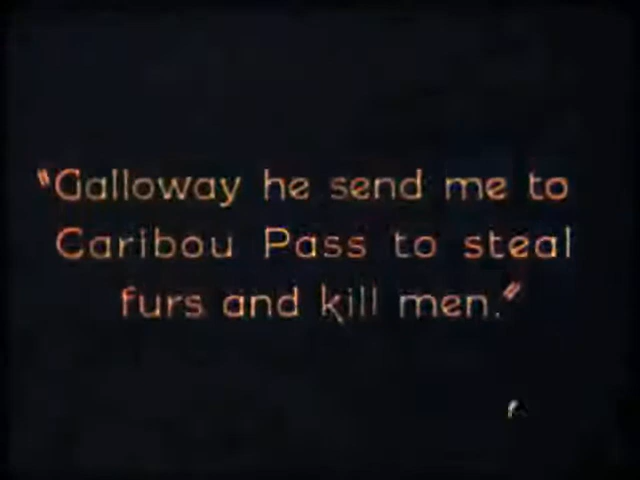 "Galloway he send me to
Caribou Pass to steal
furs and kill men."